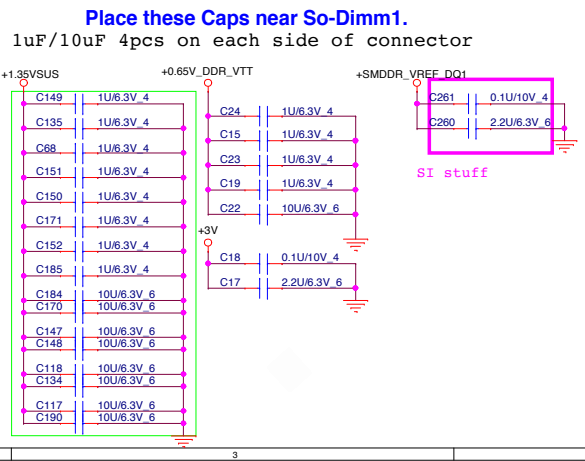 Place these Caps near So-Dimm1.
1uF/10uF 4pcs on each side of connector
+1.35VSUS
C149 1U/6.3V_4
C135 1U/6.3V_4
C68 1U/6.3V_4
C151 1U/6.3V_4
C150 1U/6.3V_4
C171 1U/6.3V_4
C152 1U/6.3V_4
C185 1U/6.3V_4
C184 10U/6.3V_6
C170 10U/6.3V_6
C147 10U/6.3V_6
C148 10U/6.3V_6
C118 10U/6.3V_6
C134 10U/6.3V_6
C117 10U/6.3V_6
C190 10U/6.3V_6
+0.65V_DDR_VTT
C24 1U/6.3V_4
C15 1U/6.3V_4
C23 1U/6.3V_4
C19 1U/6.3V_4
C22 10U/6.3V_6
+3V
C18 0.1U/10V_4
C17 2.2U/6.3V_6
+SMDDR_VREF_DQ1
C261 0.1U/10V_4
C260 2.2U/6.3V_6
SI stuff
3